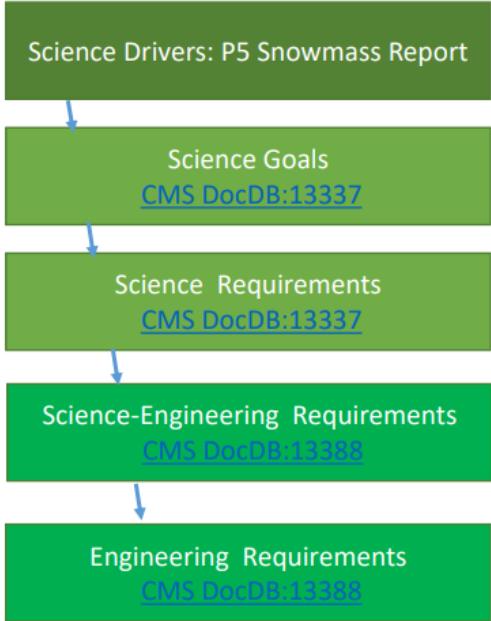 Science Drivers: P5 Snowmass Report
Science Goals
CMS DocDB:13337
Science Requirements
CMS DocDB:13337
Science-Engineering Requirements
CMS DocDB:13388
Engineering Requirements
CMS DocDB:13388